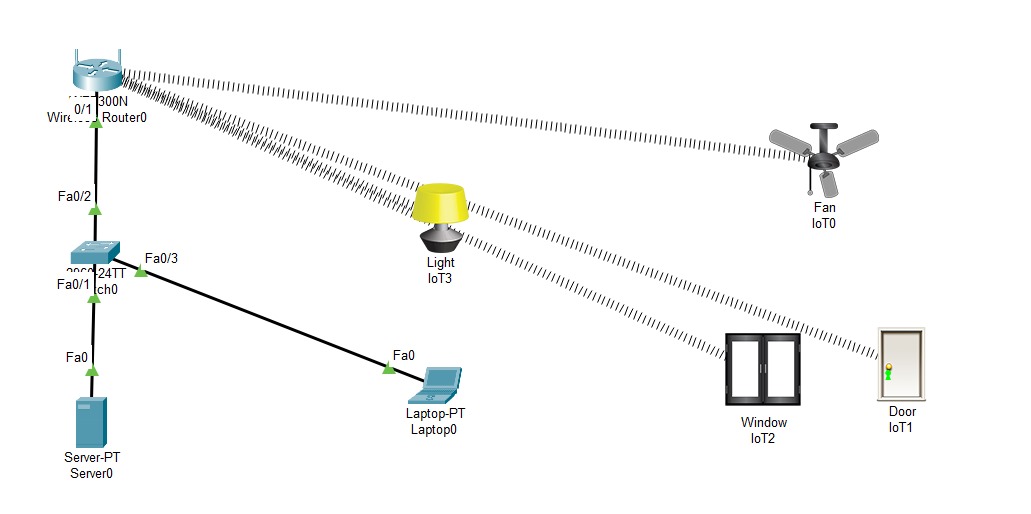 300N
0/1
Router0
Fa0/2
Fa0/3
24TT
Fa0/1
ch0
Fa0
Server-PT
Server0
Fa0
Laptop-PT
Laptop0
Light
IoT3
Fan
IoT0
Window
IoT2
Door
IoT1